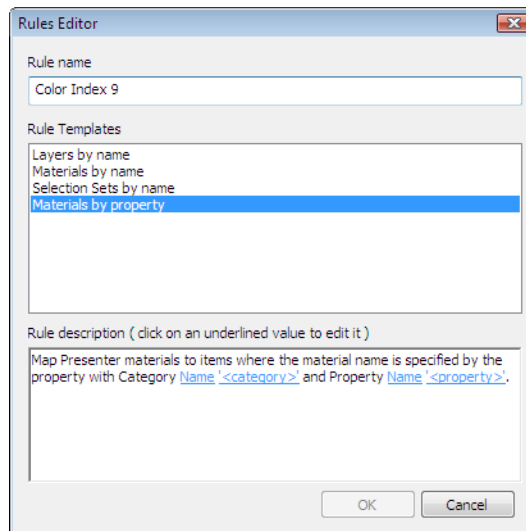 Rules Editor
Rule name
Color Index 9
Rule Templates
Layers by name
Materials by name
Selection Sets by name
Materials by property
Rule description ( click on an underlined value to edit it )
Map Presenter materials to items where the material name is specified by the
property with Category Name '<category>' and Property Name '<property>'.
OK
Cancel